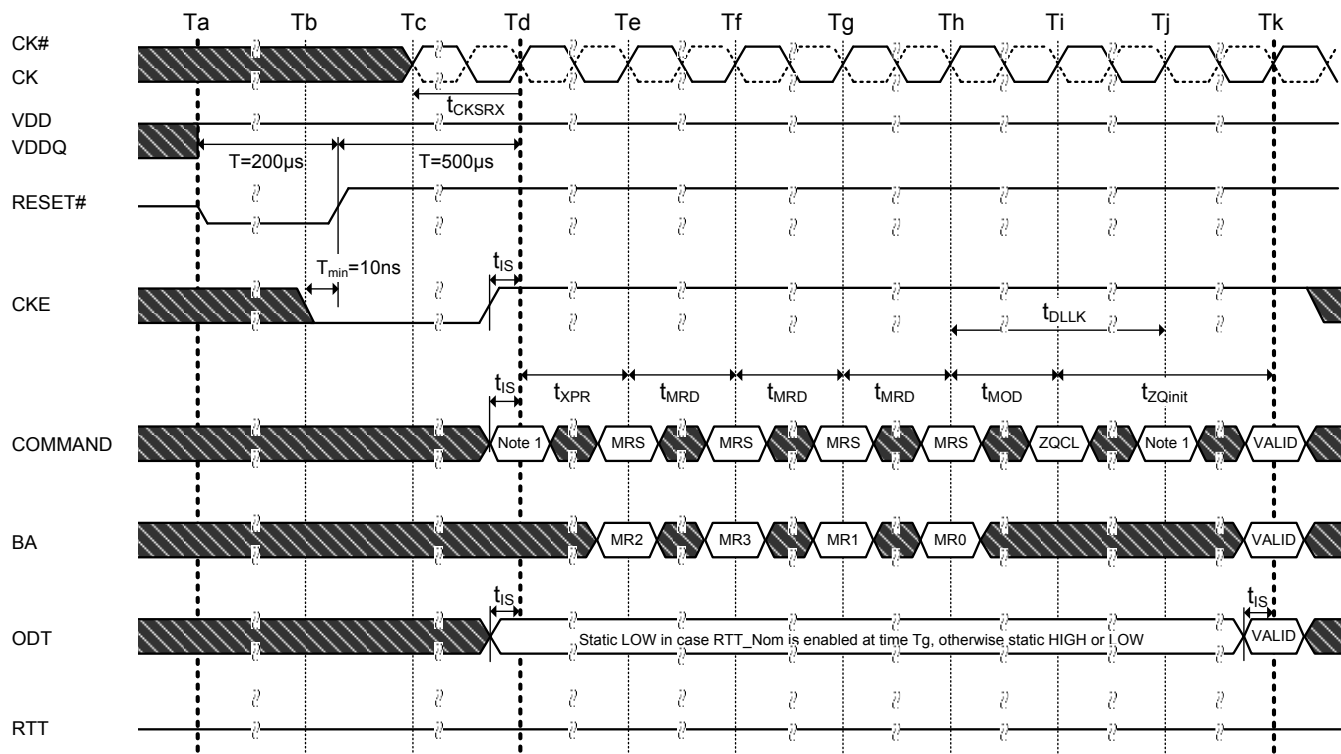 Ta Tb Tc Td Te Tf Tg Th Ti Tj Tk
CK#
CK
tCKSRX
VDD
VDDQ
T=200µs T=500µs
RESET#
Tmin=10ns tIS
CKE
tDLLK
tIS tXPR tMRD tMRD tMRD tMOD tZQinit
COMMAND Note 1 MRS MRS MRS MRS ZQCL Note 1 VALID
BA MR2 MR3 MR1 MR0 VALID
tIS tIS
ODT Static LOW in case RTT_Nom is enabled at time Tg, otherwise static HIGH or LOW VALID
RTT